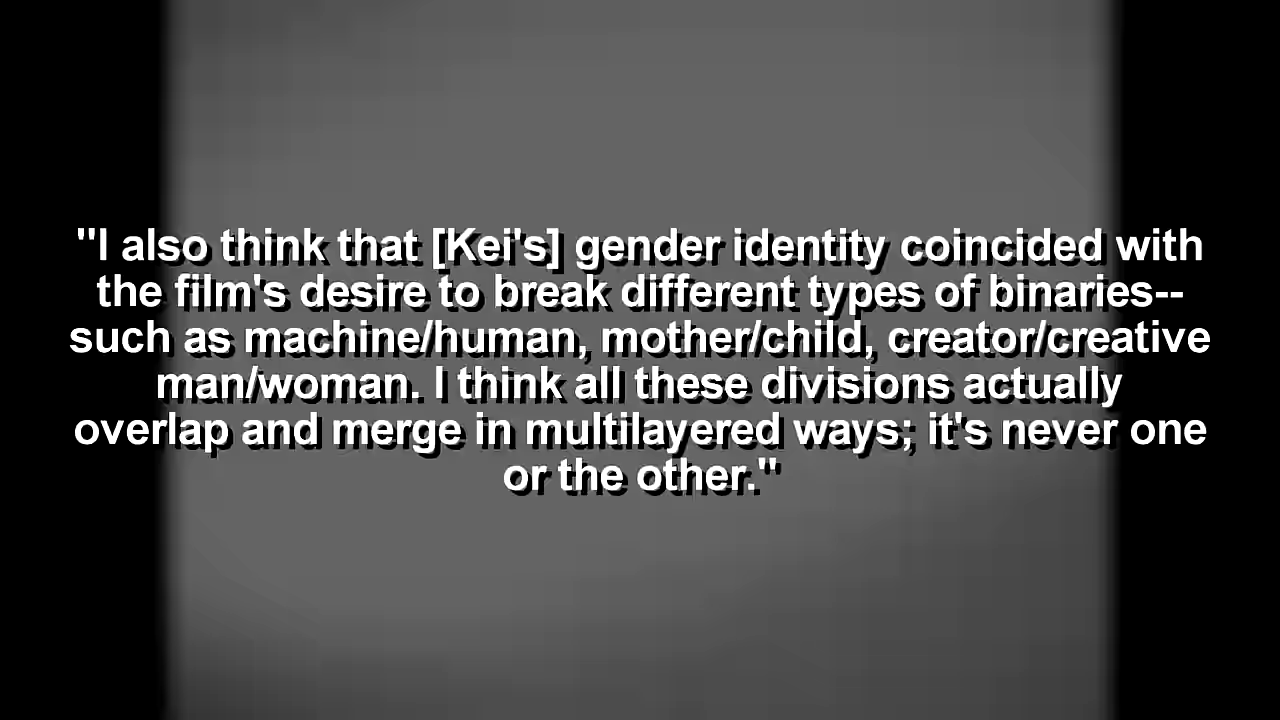 "I also think that [Kei's] gender identity coincided with
the film's desire to break different types of binaries--
such as machine/human, mother/child, creator/creative
man/woman. I think all these divisions actually
overlap and merge in multilayered ways; it's never one
or the other."